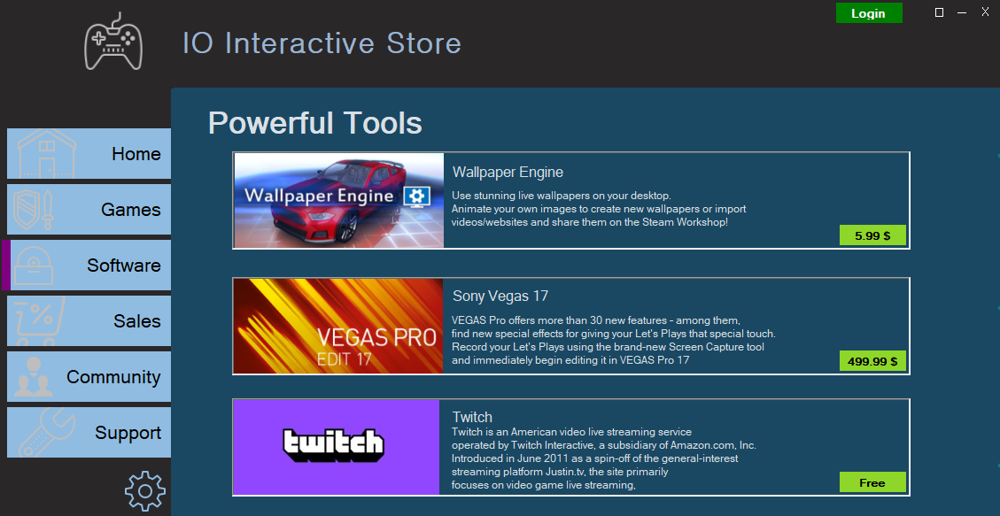 Login
X
IO Interactive Store
Powerful Tools
Home
Games
Software
Sales
%
Community
Support
Wallpaper Engine
Wallpaper Engine
Use stunning live wallpapers on your desktop.
Animate your own images to create new wallpapers or import
videos/websites and share them on the Steam Workshop!
5.99 $
VEGAS PRO
EDIT 17
Sony Vegas 17
VEGAS Pro offers more than 30 new features - among them,
find new special effects for giving your Let's Plays that special touch.
Record your Let's Plays using the brand-new Screen Capture tool
and immediately begin editing it in VEGAS Pro 17
499.99 $
twitch
Twitch
Twitch is an American video live streaming service
operated by Twitch Interactive, a subsidiary of Amazon.com, Inc.
Introduced in June 2011 as a spin-off of the general-interest
streaming platform Justin.tv, the site primarily
focuses on video game live streaming,
Free